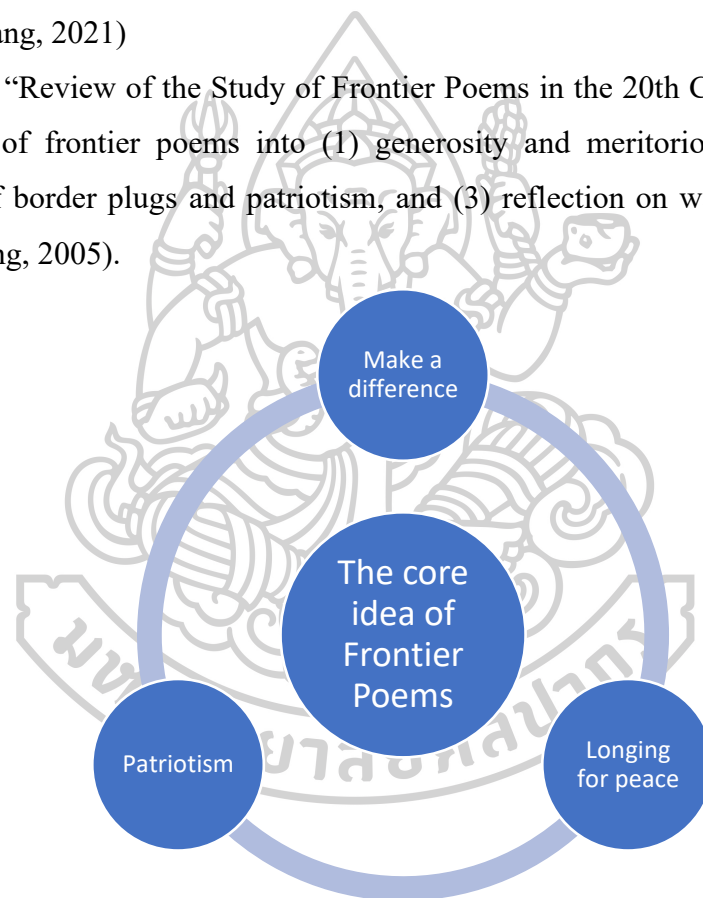 ang, 2021)
“Review of the Study of Frontier Poems in the 20th C
of frontier poems into (1) generosity and meritorio
f border plugs and patriotism, and (3) reflection on w
ng, 2005).
Make a
difference
The core
idea of
Frontier
Poems
Patriotism
Longing
for peace